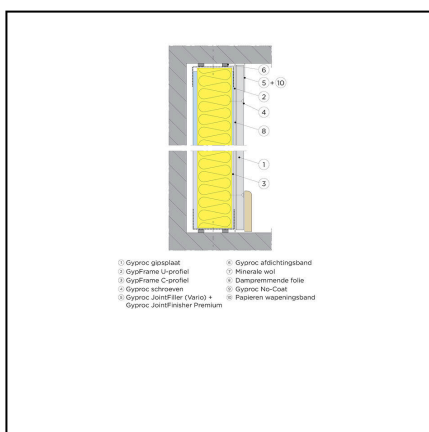 6
5 + 10
2
4
8
1
3
① Gyproc gipsplaat
② GypFrame U-profiel
③ GypFrame C-profiel
④ Gyproc schroeven
⑤ Gyproc JointFiller (Vario) +
Gyproc JointFinisher Premium
⑥ Gyproc afdichtingsband
⑦ Minerale wol
⑧ Dampremmende folie
⑨ Gyproc No-Coat
⑩ Papieren wapeningsband